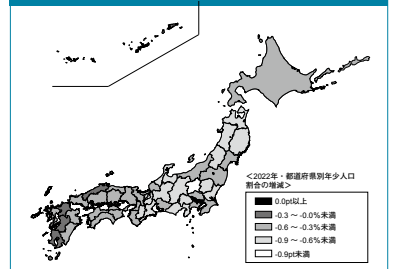 ＜2022年・都道府県別年少人口
割合の増減＞
0.0pt以上
-0.3 ～ -0.0%未満
-0.6 ～ -0.3%未満
-0.9 ～ -0.6%未満
-0.9pt未満